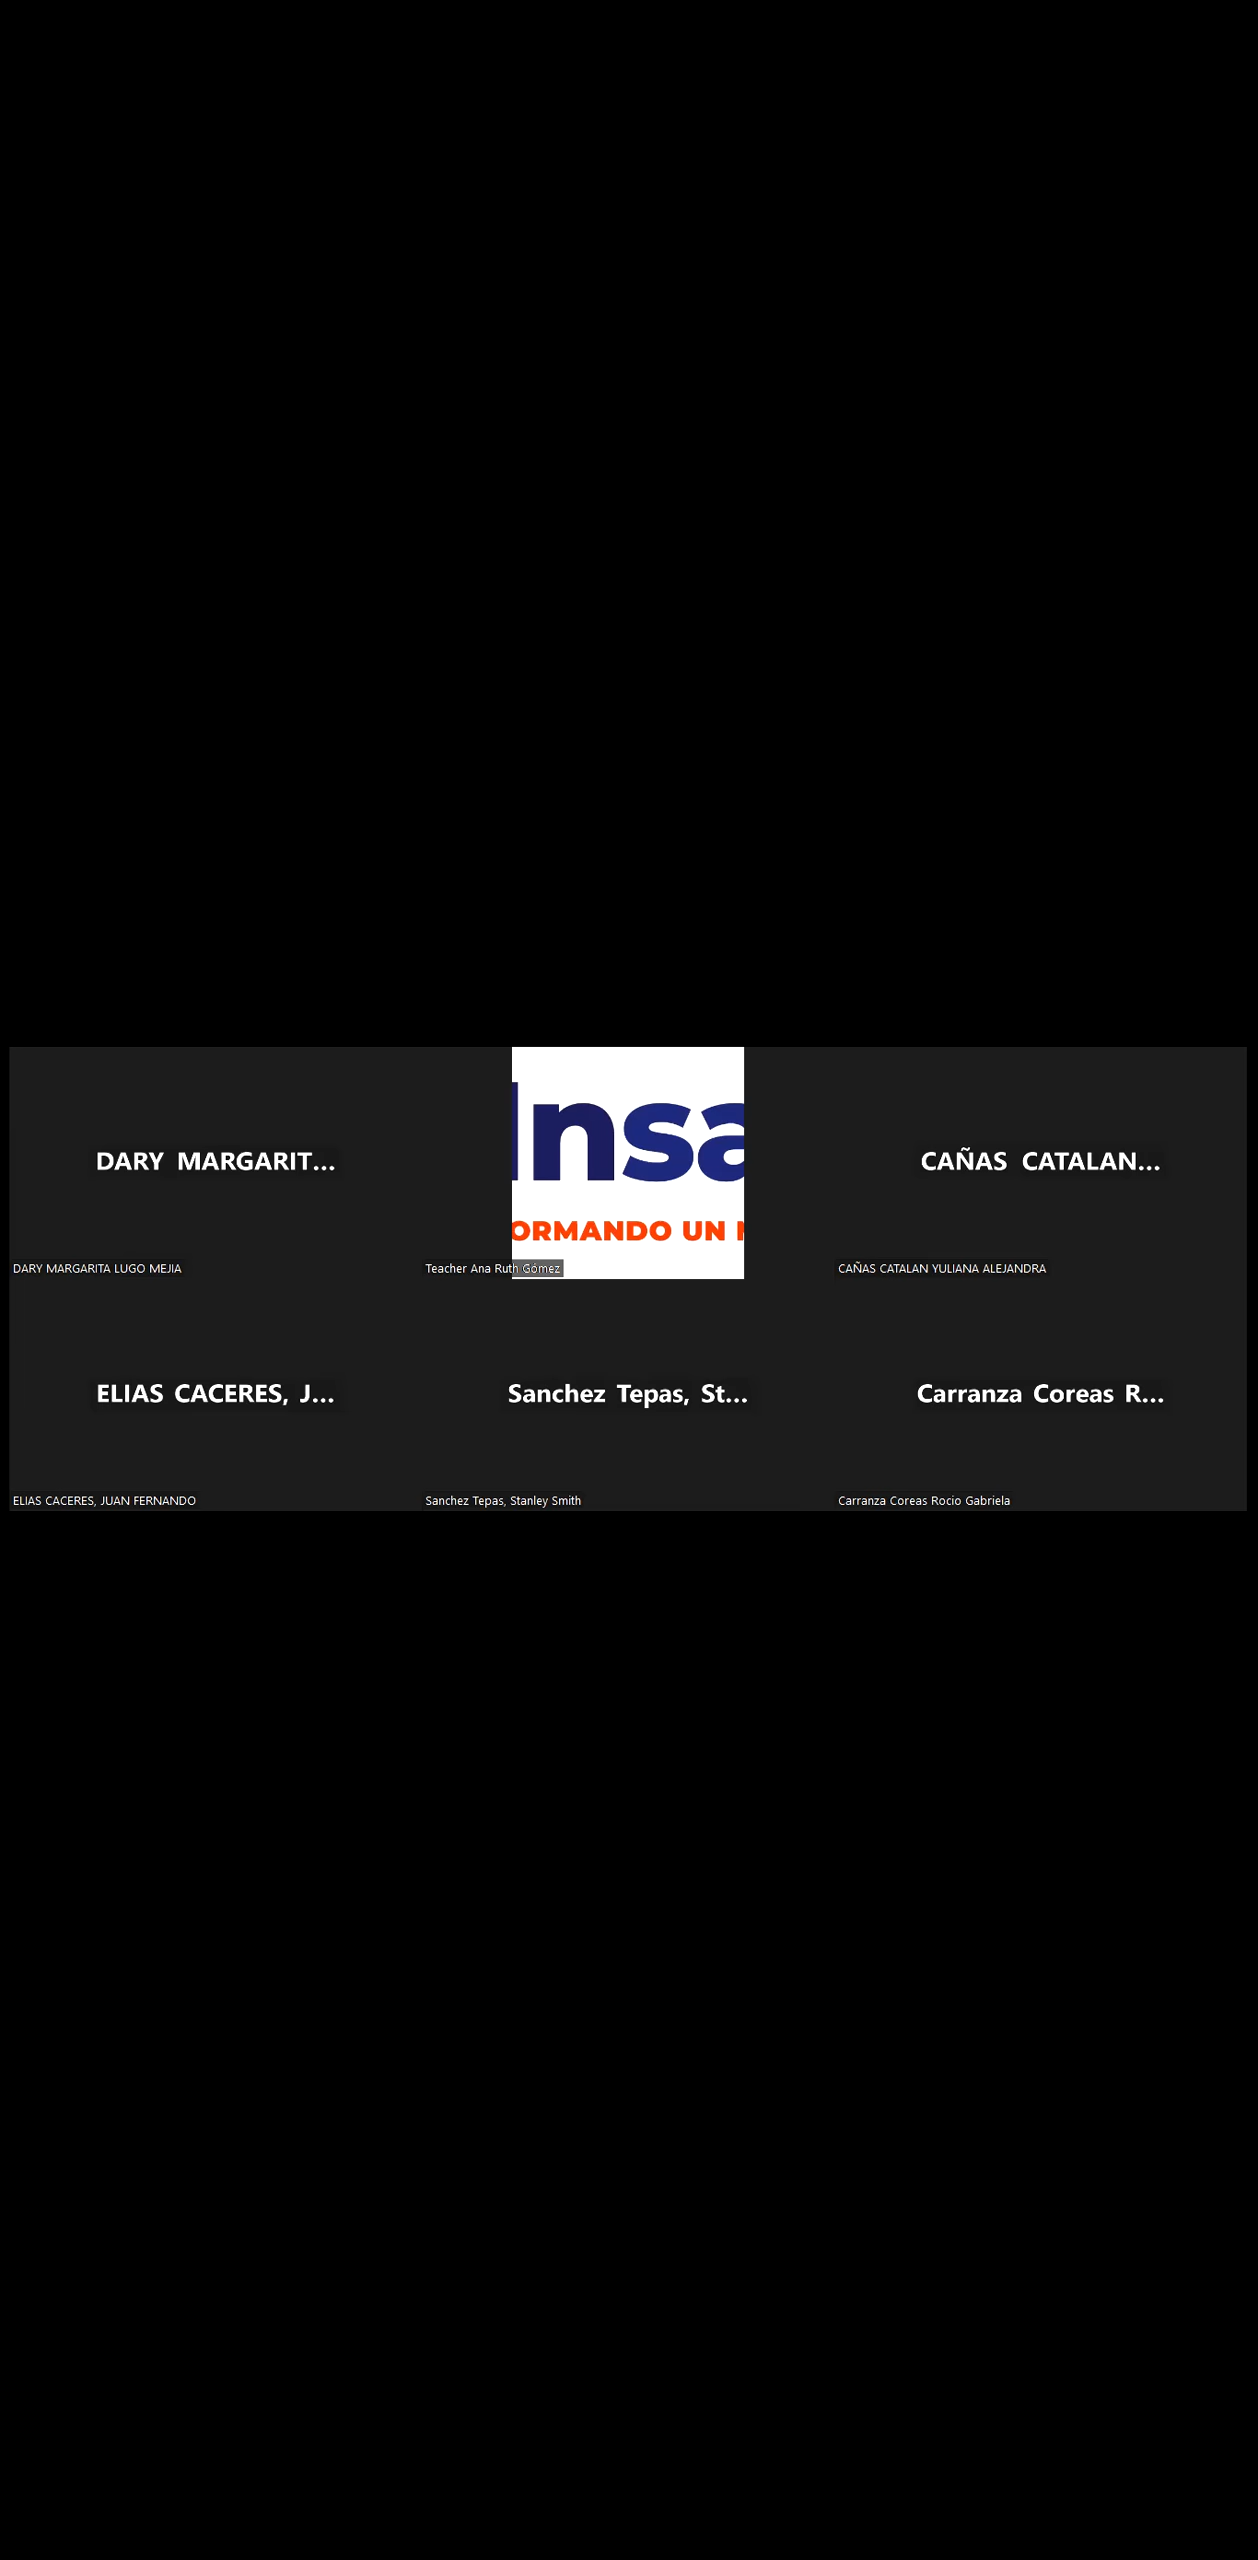 DARY MARGARIT...
DARY MARGARITA LUGO MEJIA
Insa
ORMANDO UN
Teacher Ana Ruth Gómez
CAÑAS CATALAN...
CAÑAS CATALAN YULIANA ALEJANDRA
ELIAS CACERES, J...
ELIAS CACERES, JUAN FERNANDO
Sanchez Tepas, St...
Sanchez Tepas, Stanley Smith
Carranza Coreas R...
Carranza Coreas Rocio Gabriela